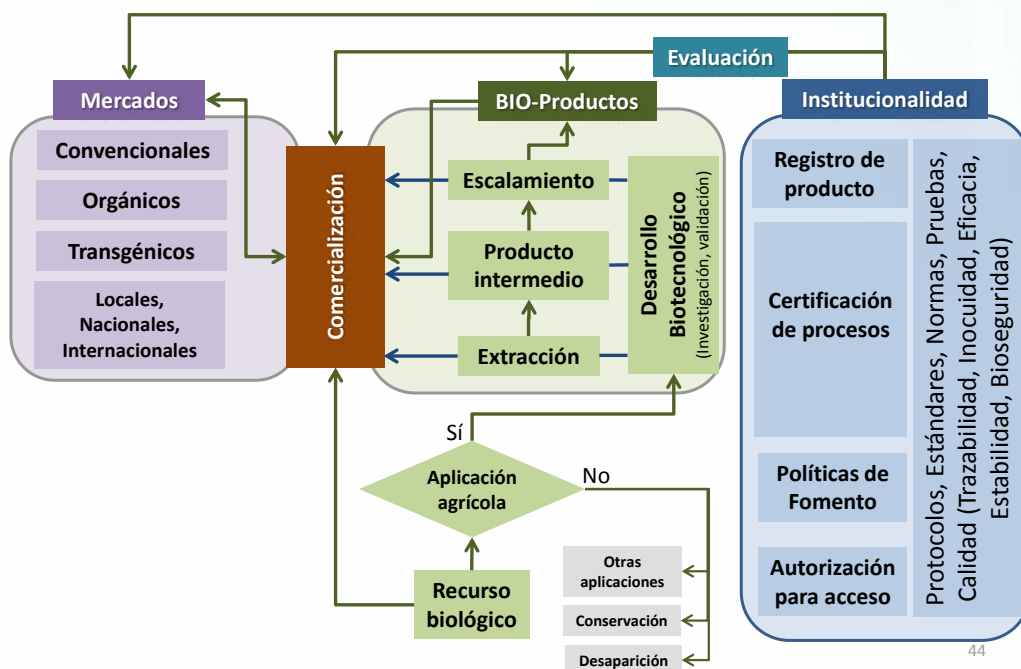 Evaluación
Mercados
BIO-Productos
Institucionalidad
Convencionales
Orgánicos
Transgénicos
Locales,
Nacionales,
Internacionales
Comercialización
Escalamiento
Producto
intermedio
Extracción
Desarrollo
Biotecnológico
(Investigación, validación)
Registro de
producto
Certificación
de procesos
Políticas de
Fomento
Autorización
para acceso
Protocolos, Estándares, Normas, Pruebas,
Calidad (Trazabilidad, Inocuidad, Eficacia,
Estabilidad, Bioseguridad)
Sí
Aplicación
agrícola
No
Recurso
biológico
Otras
aplicaciones
Conservación
Desaparición
44